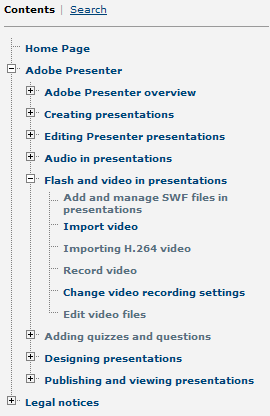 Contents | Search
Home Page
Adobe Presenter
Adobe Presenter overview
Creating presentations
Editing Presenter presentations
Audio in presentations
Flash and video in presentations
Add and manage SWF files in
presentations
Import video
Importing H.264 video
Record video
Change video recording settings
Edit video files
Adding quizzes and questions
Designing presentations
Publishing and viewing presentations
Legal notices